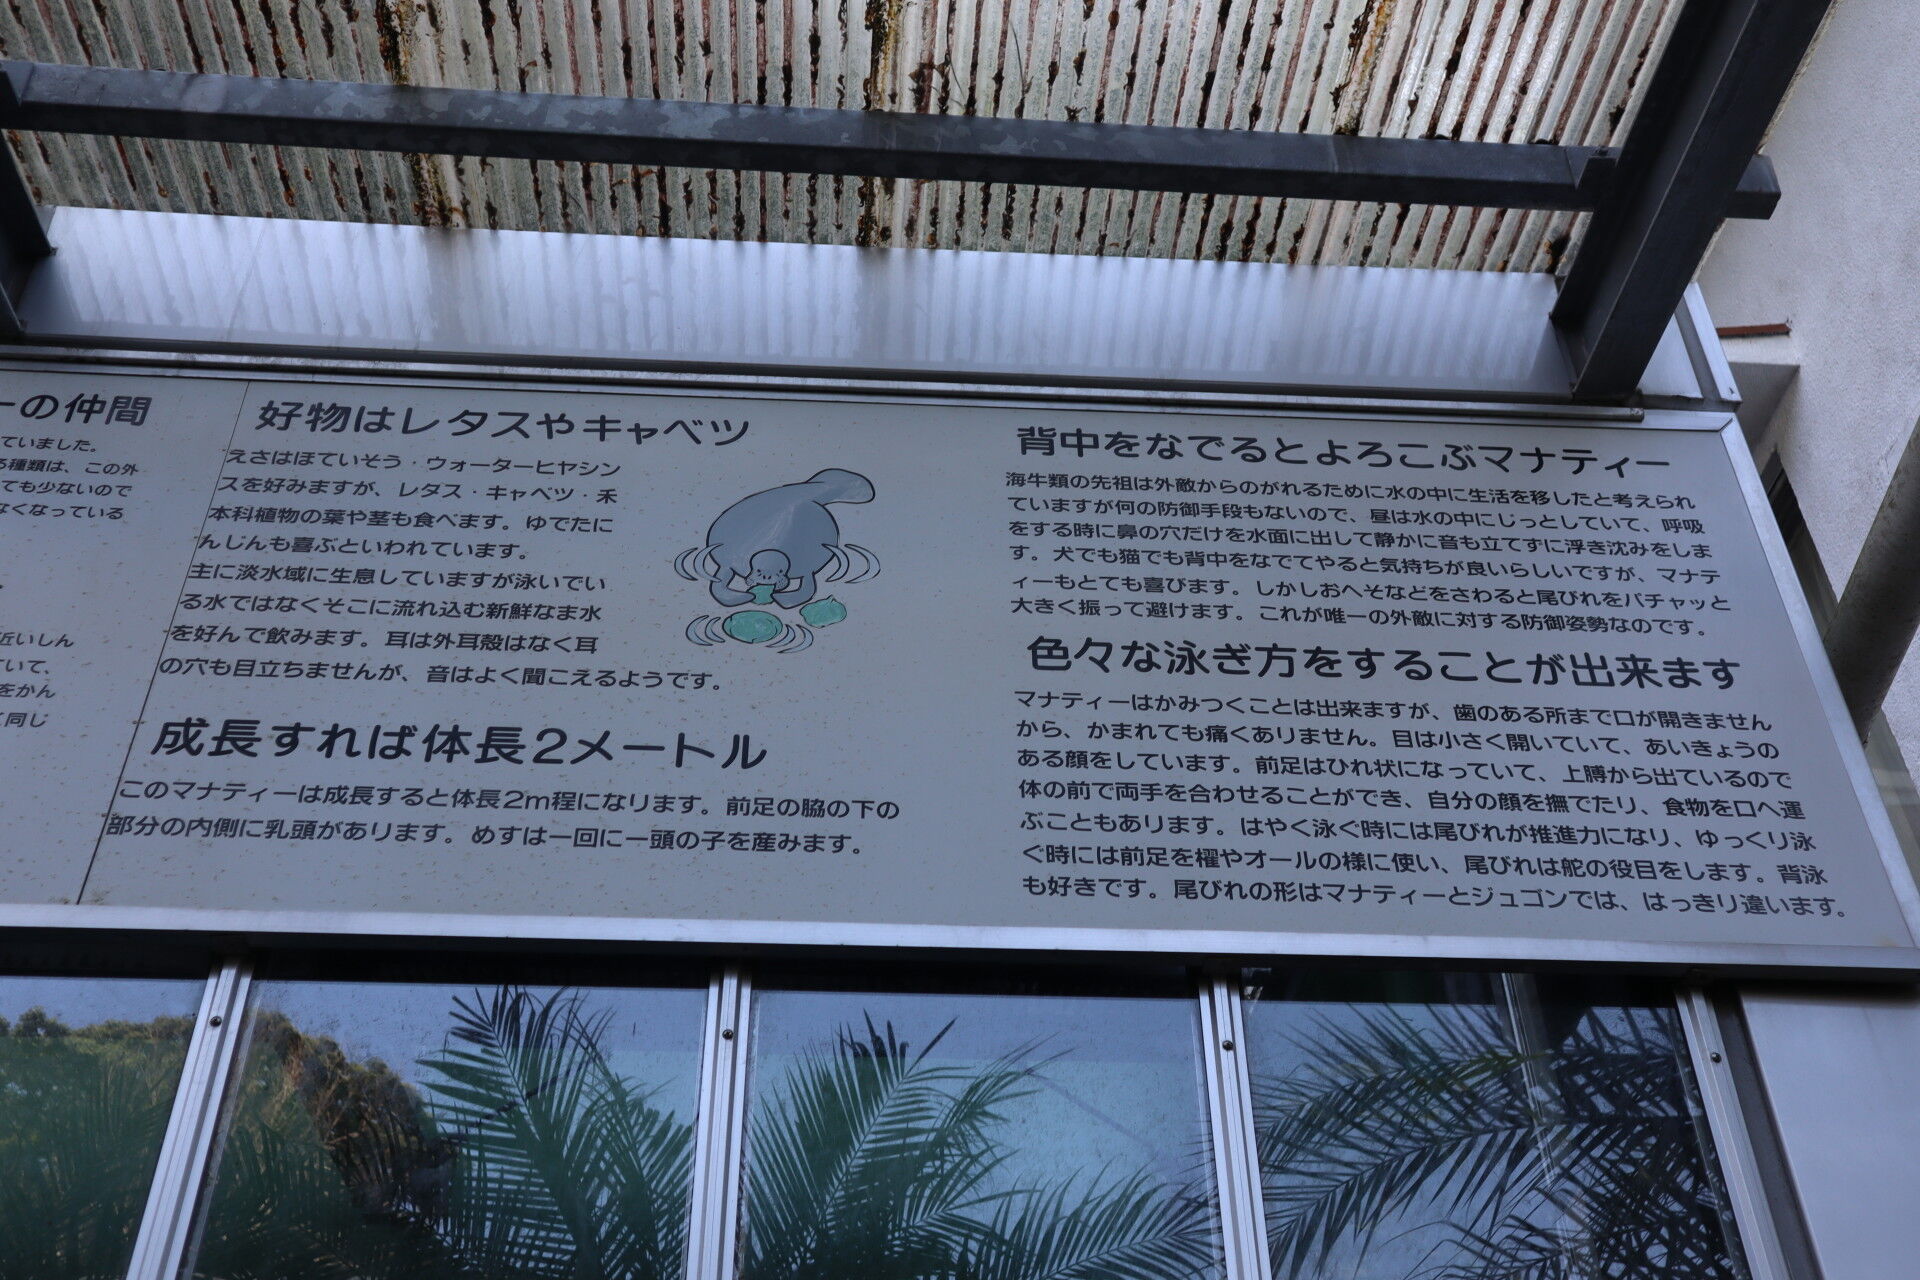 ーの仲間
ていました。
る種類は、この外
ても少ないので
なくなっている
近いしん
いて、
をかん
同じ
好物はレタスやキャベツ
えさはほていそう・ウォーターヒヤシン
スを好みますが、レタス・キャベツ・禾
本科植物の葉や茎も食べます。ゆでたに
んじんも喜ぶといわれています。
主に淡水域に生息していますが泳いでい
る水ではなくそこに流れ込む新鮮なま水
を好んで飲みます。耳は外耳殻はなく耳
の穴も目立ちませんが、音はよく聞こえるようです。
成長すれば体長2メートル
このマナティーは成長すると体長2m程になります。前足の脇の下の
部分の内側に乳頭があります。めすは一回に一頭の子を産みます。
背中をなでるとよろこぶマナティー
海牛類の先祖は外敵からのがれるために水の中に生活を移したと考えられ
ていますが何の防御手段もないので、昼は水の中にじっとしていて、呼吸
をする時に鼻の穴だけを水面に出して静かに音も立てずに浮き沈みをしま
す。犬でも猫でも背中をなでてやると気持ちが良いらしいですが、マナテ
ィーもとても喜びます。しかしおへそなどをさわると尾びれをバチャッと
大きく振って避けます。これが唯一の外敵に対する防御姿勢なのです。
色々な泳ぎ方をすることが出来ます
マナティーはかみつくことは出来ますが、歯のある所まで口が開きません
から、かまれても痛くありません。目は小さく開いていて、あいきょうの
ある顔をしています。前足はひれ状になっていて、上膊から出ているので
体の前で両手を合わせることができ、自分の顔を撫でたり、食物を口へ運
ぶこともあります。はやく泳ぐ時には尾びれが推進力になり、ゆっくり泳
ぐ時には前足を櫂やオールの様に使い、尾びれは舵の役目をします。背泳
も好きです。尾びれの形はマナティーとジュゴンでは、はっきり違います。